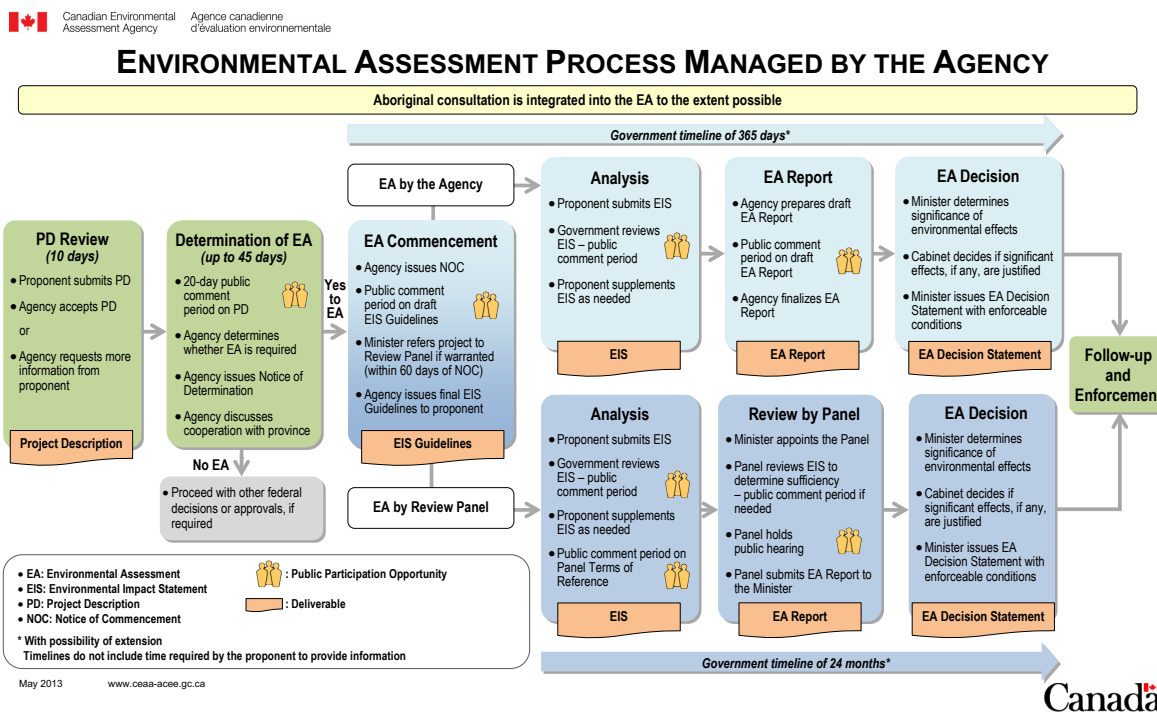 Canadian Environmental
Assessment Agency
Agence canadienne
d'évaluation environnementale
ENVIRONMENTAL ASSESSMENT PROCESS MANAGED BY THE AGENCY
Aboriginal consultation is integrated into the EA to the extent possible
Government timeline of 365 days*
PD Review
(10 days)
• Proponent submits PD
• Agency accepts PD
or
• Agency requests more
information from
proponent
Project Description
Determination of EA
(up to 45 days)
• 20-day public
comment
period on PD
• Agency determines
whether EA is required
• Agency issues Notice of
Determination
• Agency discusses
cooperation with province
Yes
to
EA
No EA
• Proceed with other federal
decisions or approvals, if
required
EA by the Agency
EA Commencement
• Agency issues NOC
• Public comment
period on draft
EIS Guidelines
• Minister refers project to
Review Panel if warranted
(within 60 days of NOC)
• Agency issues final EIS
Guidelines to proponent
EIS Guidelines
EA by Review Panel
Analysis
• Proponent submits EIS
• Government reviews
EIS – public
comment period
• Proponent supplements
EIS as needed
EIS
EA Report
• Agency prepares draft
EA Report
• Public comment
period on draft
EA Report
• Agency finalizes EA
Report
EA Report
EA Decision
• Minister determines
significance of
environmental effects
• Cabinet decides if significant
effects, if any, are justified
• Minister issues EA Decision
Statement with enforceable
conditions
EA Decision Statement
Analysis
• Proponent submits EIS
• Government reviews
EIS – public
comment period
• Proponent supplements
EIS as needed
• Public comment period on
Panel Terms of
Reference
EIS
Review by Panel
• Minister appoints the Panel
• Panel reviews EIS to
determine sufficiency
– public comment period if
needed
• Panel holds
public hearing
• Panel submits EA Report to
the Minister
EA Report
EA Decision
• Minister determines
significance of
environmental effects
• Cabinet decides if
significant effects, if any,
are justified
• Minister issues EA
Decision Statement with
enforceable conditions
EA Decision Statement
Follow-up
and
Enforcemen
Government timeline of 24 months*
• EA: Environmental Assessment
• EIS: Environmental Impact Statement
• PD: Project Description
• NOC: Notice of Commencement
: Public Participation Opportunity
: Deliverable
* With possibility of extension
Timelines do not include time required by the proponent to provide information
May 2013
www.ceaa-acee.gc.ca
Canada